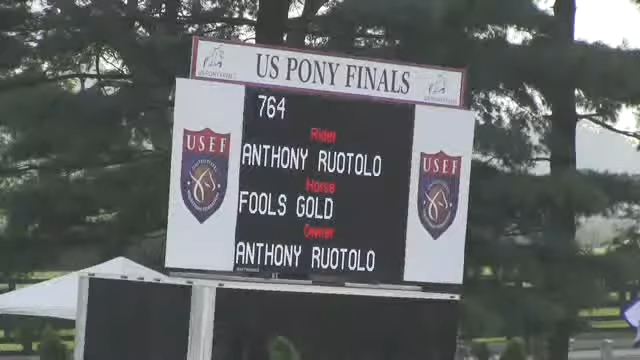 US PONY FINALS
764
Rider
ANTHONY RUOTOLO
Horse
FOOLS GOLD
Owner
ANTHONY RUOTOLO
USEF
USEF